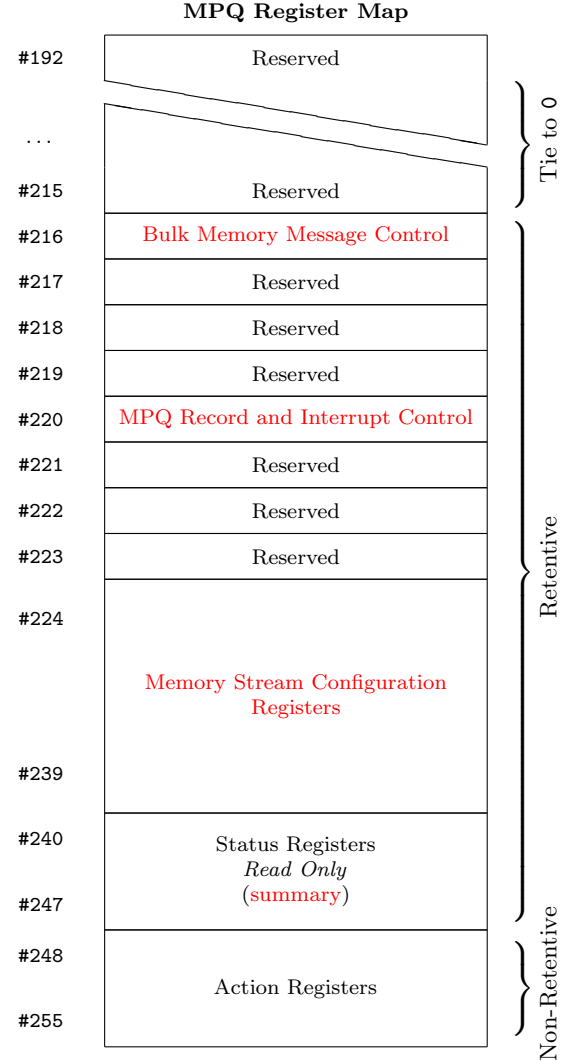 MPQ Register Map
#192 Reserved
...
#215 Reserved
Tie to 0
#216 Bulk Memory Message Control
#217 Reserved
#218 Reserved
#219 Reserved
#220 MPQ Record and Interrupt Control
#221 Reserved
#222 Reserved
#223 Reserved
#224
Memory Stream Configuration
Registers
#239
#240
Status Registers
Read Only
(summary)
#247
Retentive
#248
Action Registers
#255
Non-Retentive